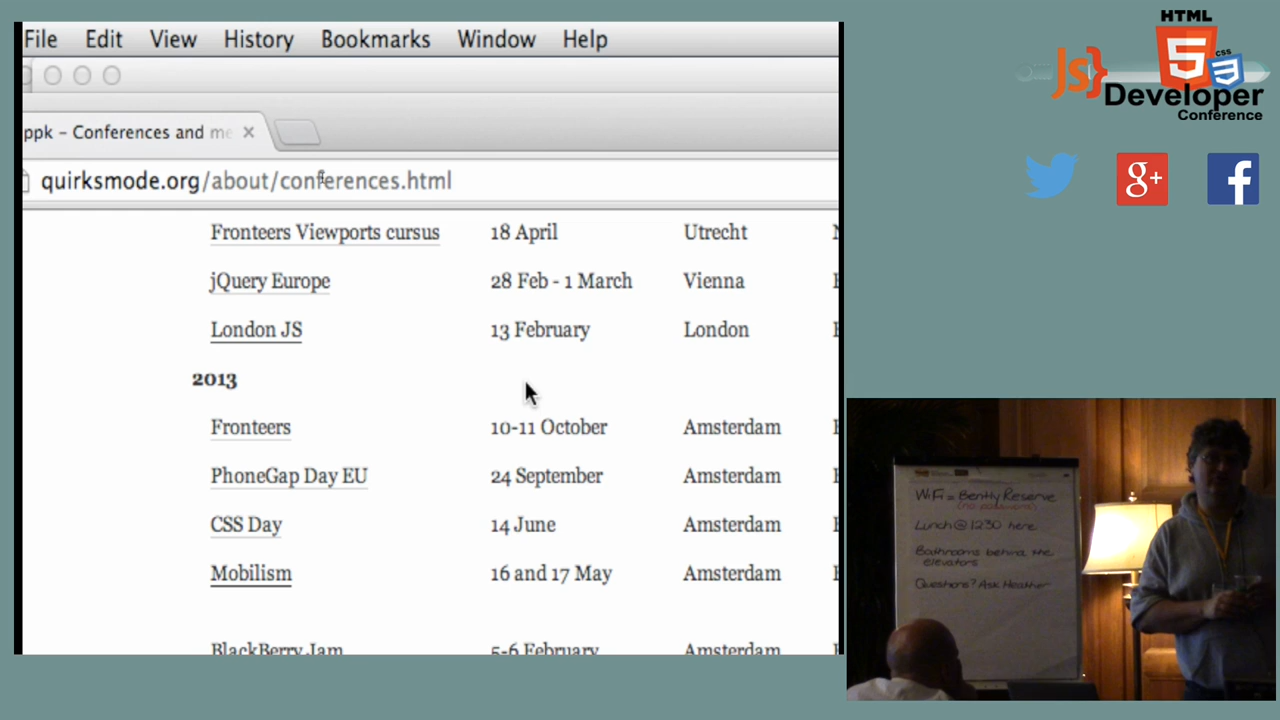 File Edit View History Bookmarks Window Help
ppk – Conferences and me
quirksmode.org/about/conferences.html
Fronteers Viewports cursus 18 April Utrecht
jQuery Europe 28 Feb - 1 March Vienna
London JS 13 February London
2013
Fronteers 10-11 October Amsterdam
PhoneGap Day EU 24 September Amsterdam
CSS Day 14 June Amsterdam
Mobilism 16 and 17 May Amsterdam
BlackBerry Jam 5-6 February Amsterdam
HTML
5
JS}
CSS
3
Developer
Conference
g+
f
WiFi = Bently Reserve
(no password)
Lunch @ 1230 here
Bathrooms behind the
elevators
Questions? Ask Heather